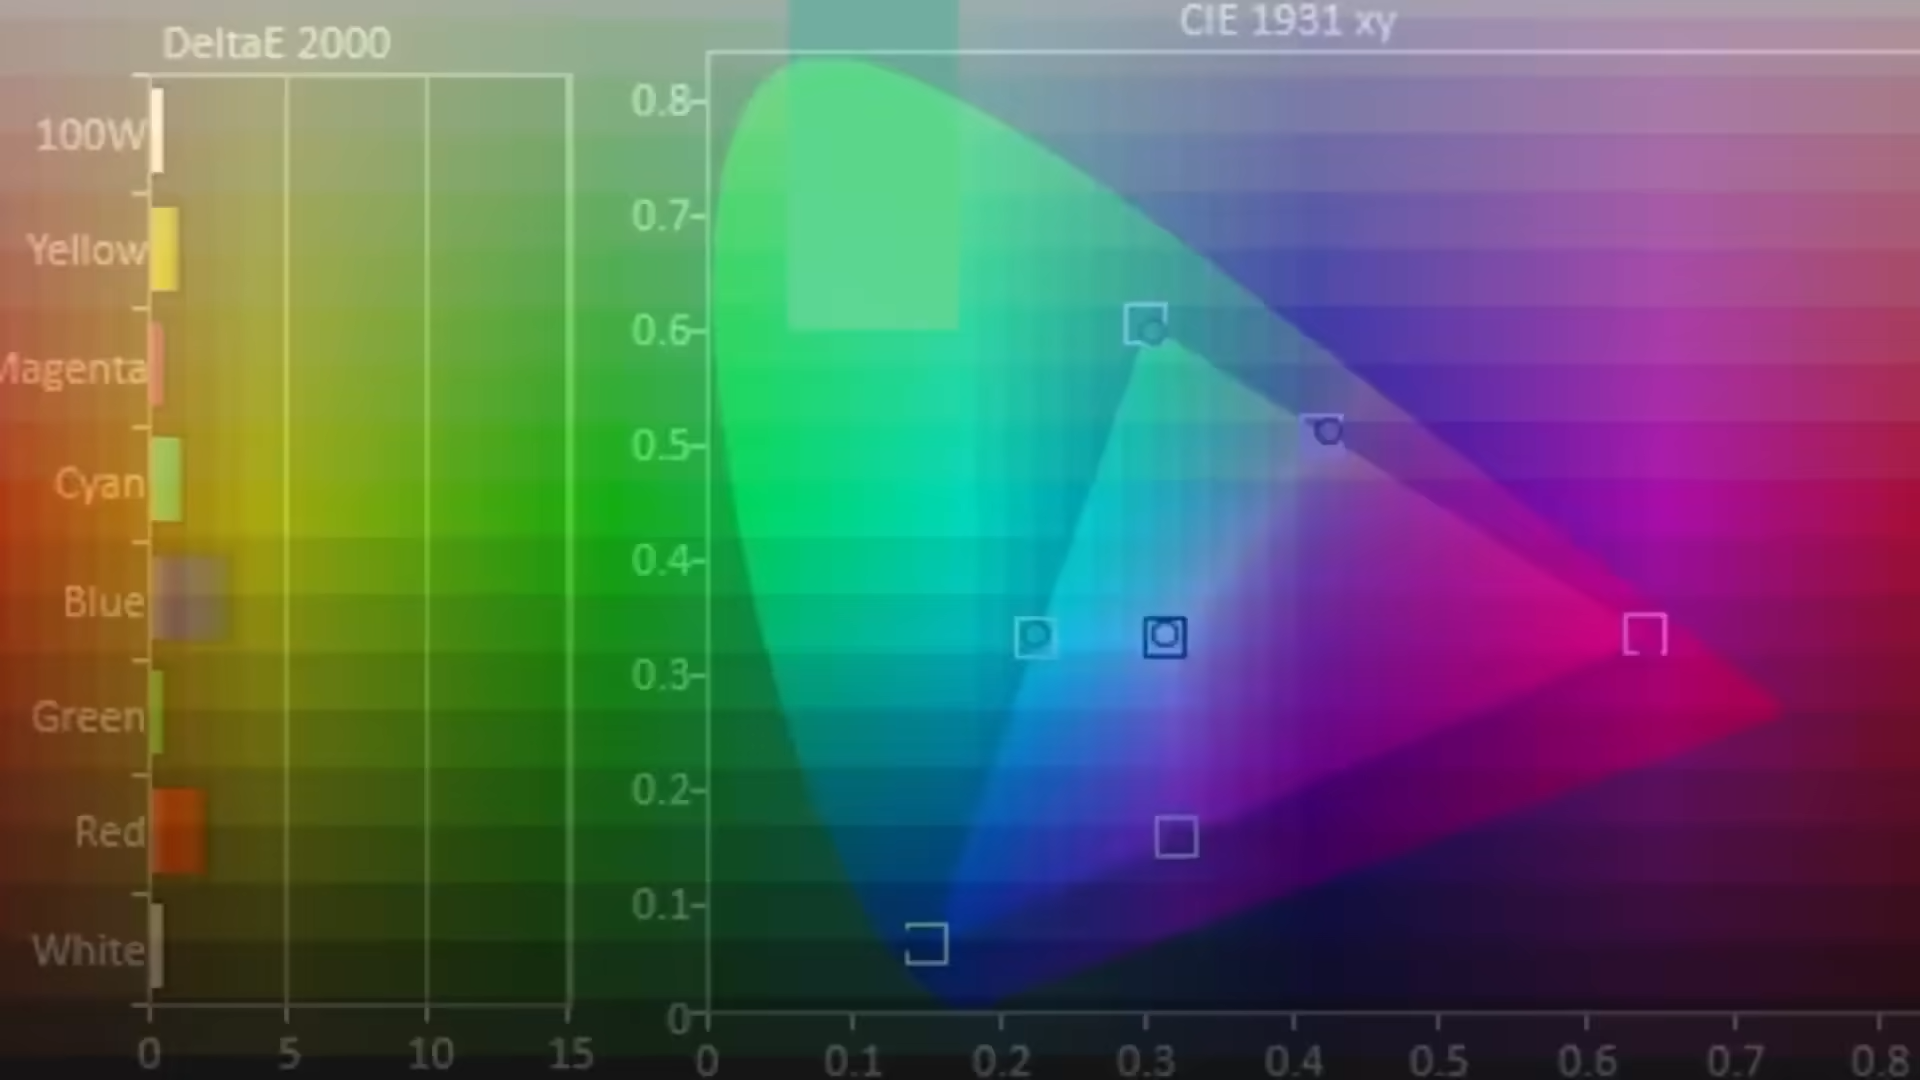 DeltaE 2000
100W
Yellow
Magenta
Cyan
Blue
Green
Red
White
0 5 10 15
CIE 1931 xy
0.8
0.7
0.6
0.5
0.4
0.3
0.2
0.1
0
0 0.1 0.2 0.3 0.4 0.5 0.6 0.7 0.8